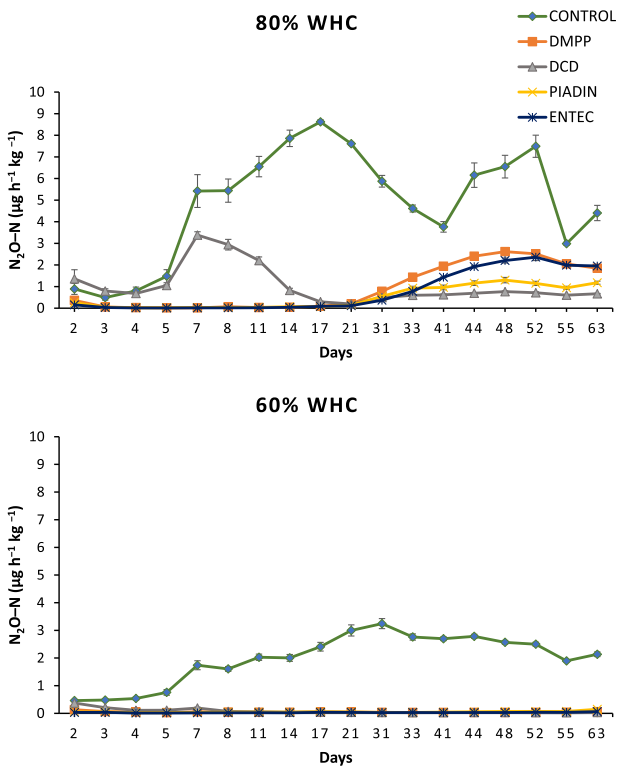 80% WHC
CONTROL
DMPP
DCD
PIADIN
ENTEC
10
9
8
7
6
5
4
3
2
1
0
N₂O–N (µg h⁻¹ kg ⁻¹)
2 3 4 5 7 8 11 14 17 21 31 33 41 44 48 52 55 63
Days
60% WHC
10
9
8
7
6
5
4
3
2
1
0
N₂O–N (µg h⁻¹ kg ⁻¹)
2 3 4 5 7 8 11 14 17 21 31 33 41 44 48 52 55 63
Days